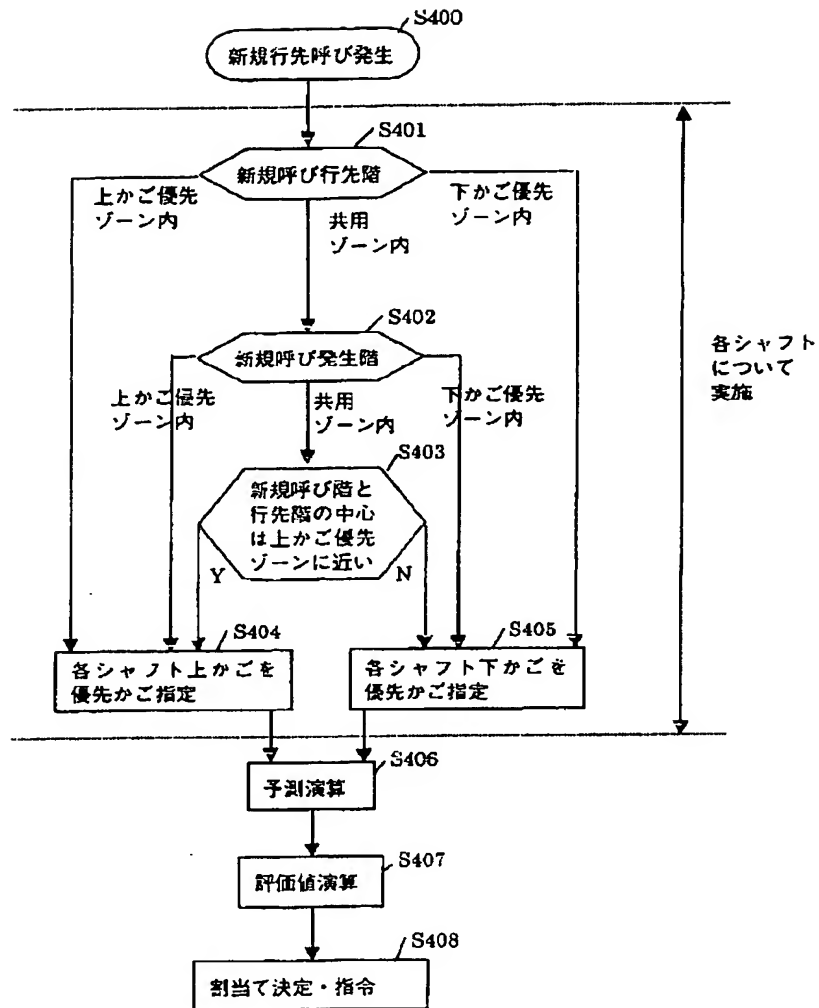 S400
新規行先呼び発生
S401
新規呼び行先階
上かご優先
ゾーン内
共用
ゾーン内
下かご優先
ゾーン内
S402
新規呼び発生階
上かご優先
ゾーン内
共用
ゾーン内
下かご優先
ゾーン内
各シャフト
について
実施
S403
新規呼び階と
行先階の中心
は上かご優先
ゾーンに近い
Y
N
S404
各シャフト上かごを
優先かご指定
S405
各シャフト下かごを
優先かご指定
S406
予測演算
S407
評価値演算
S408
割当て決定・指令